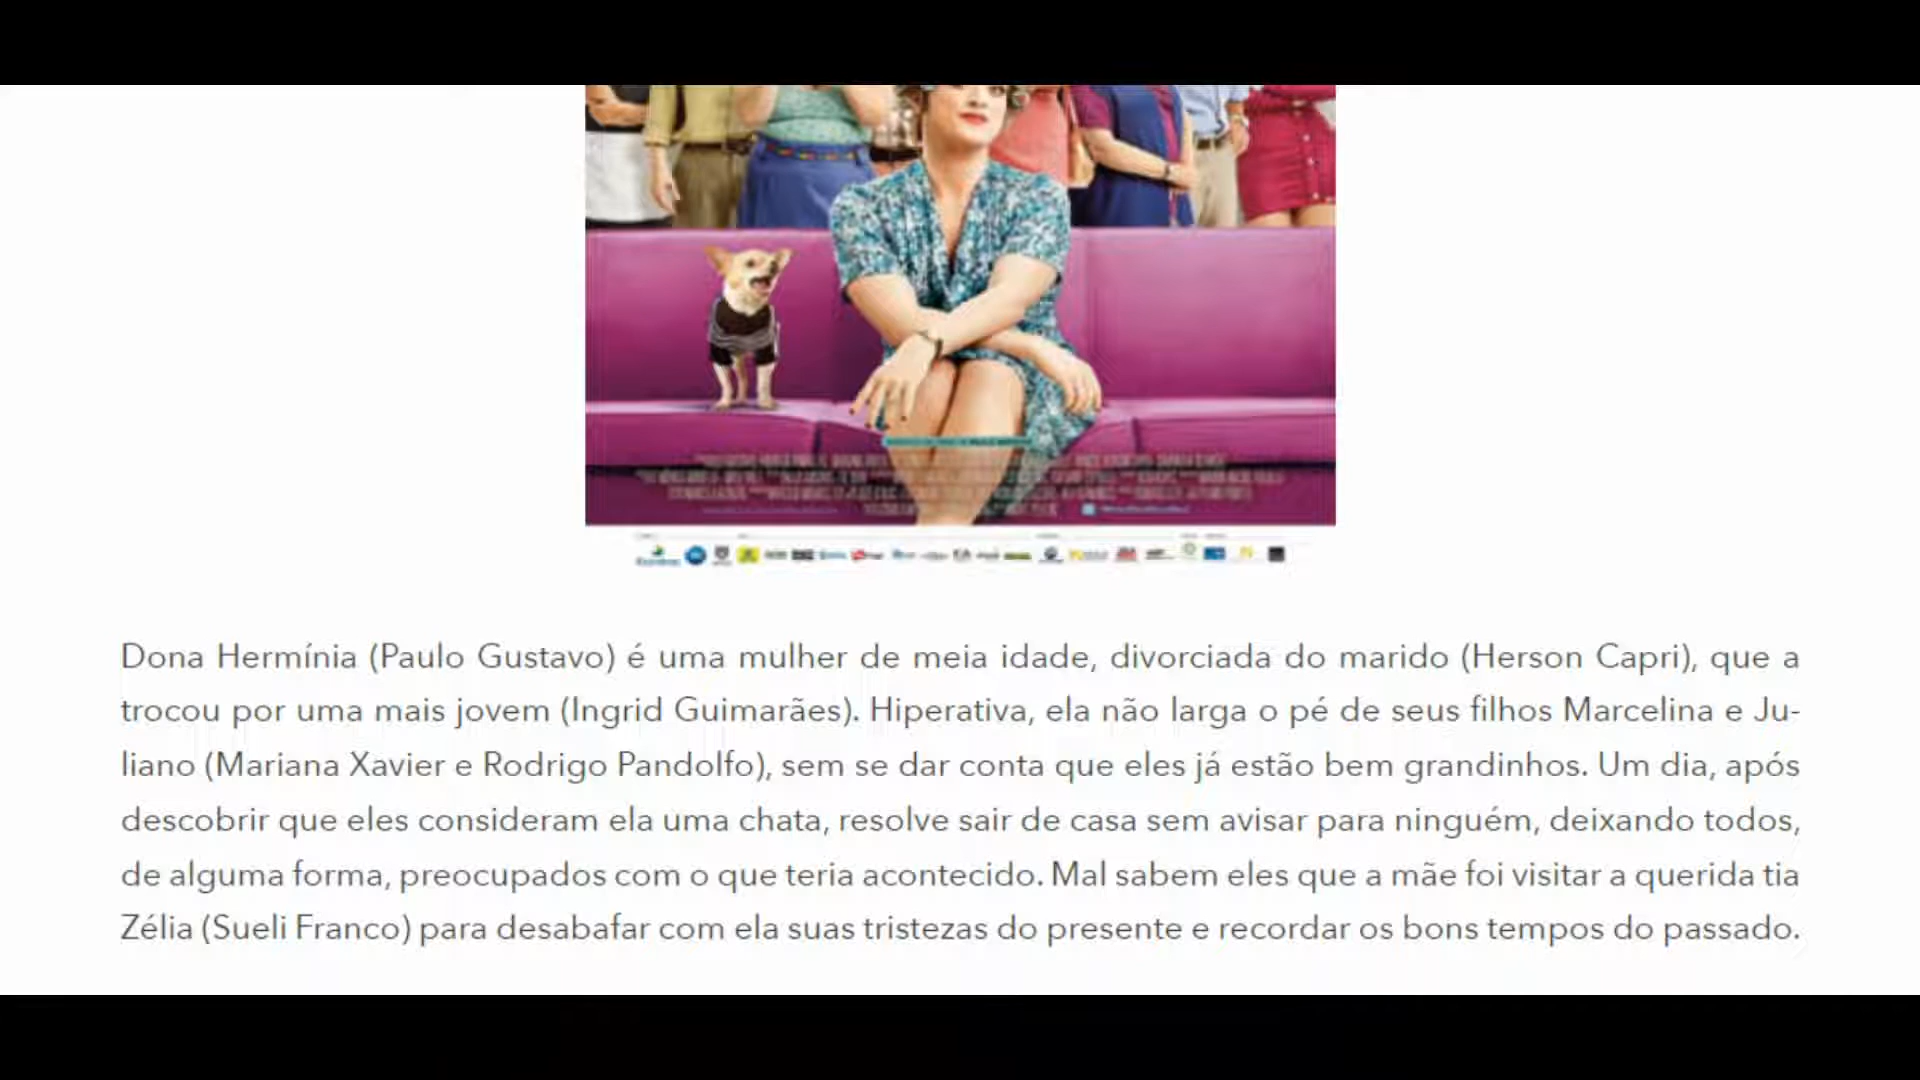 Dona Hermínia (Paulo Gustavo) é uma mulher de meia idade, divorciada do marido (Herson Capri), que a
trocou por uma mais jovem (Ingrid Guimarães). Hiperativa, ela não larga o pé de seus filhos Marcelina e Ju-
liano (Mariana Xavier e Rodrigo Pandolfo), sem se dar conta que eles já estão bem grandinhos. Um dia, após
descobrir que eles consideram ela uma chata, resolve sair de casa sem avisar para ninguém, deixando todos,
de alguma forma, preocupados com o que teria acontecido. Mal sabem eles que a mãe foi visitar a querida tia
Zélia (Sueli Franco) para desabafar com ela suas tristezas do presente e recordar os bons tempos do passado.